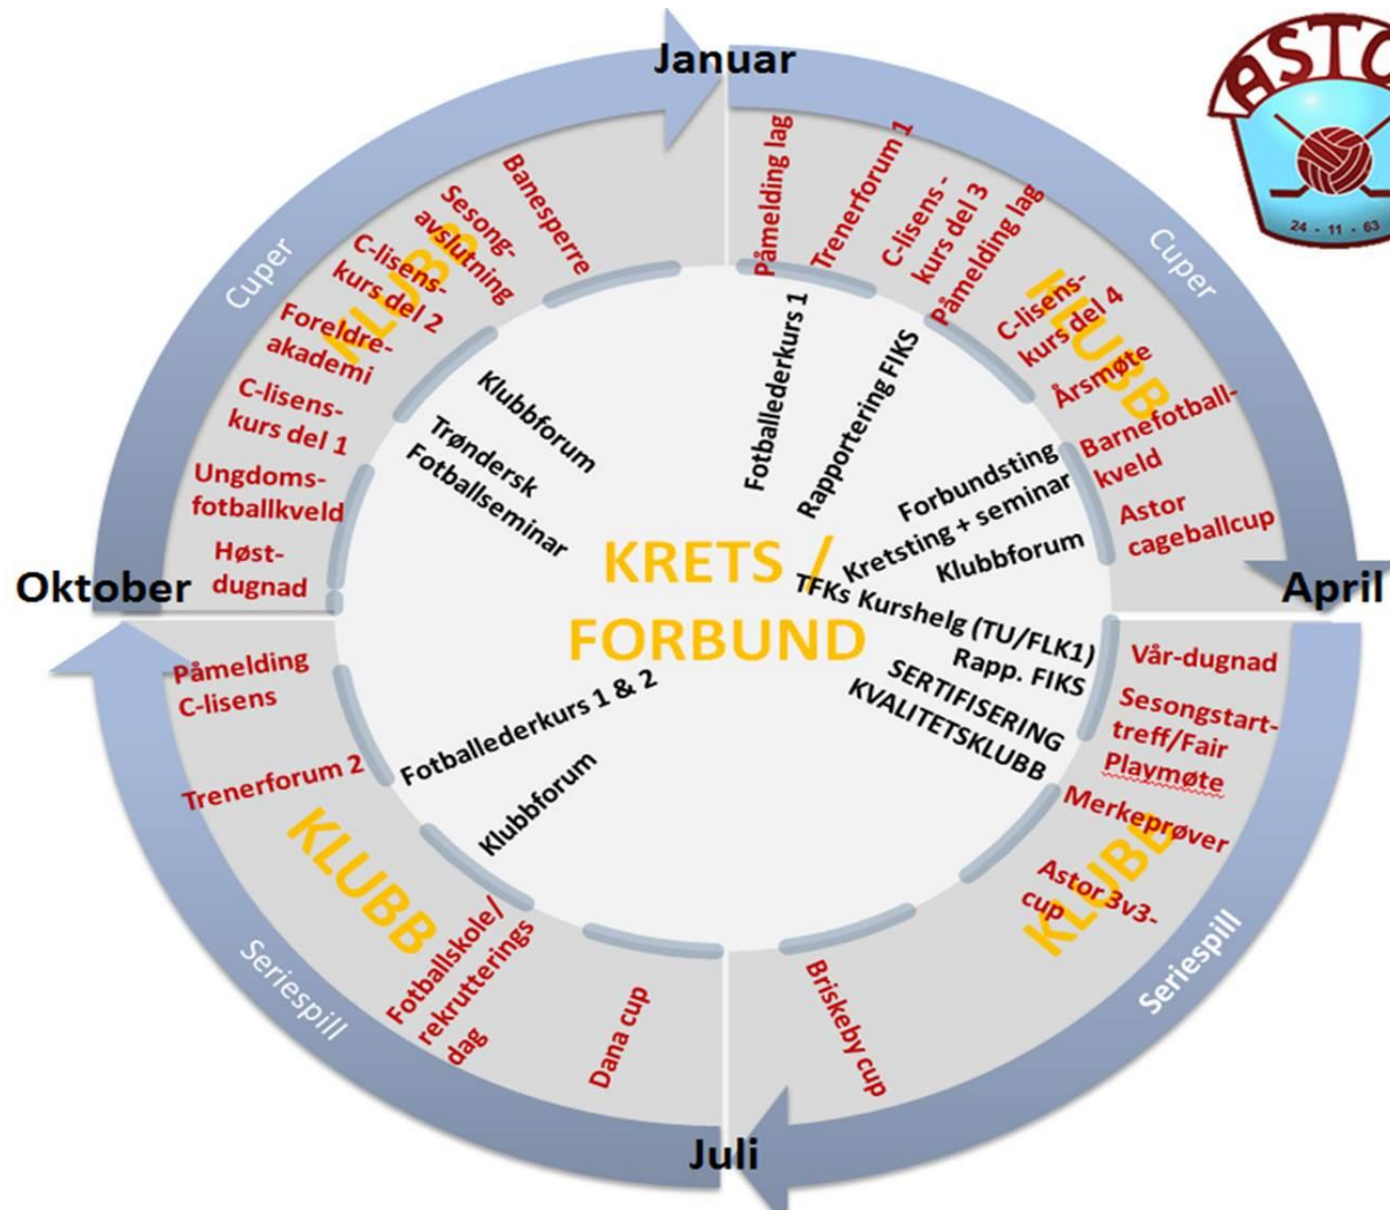 Januar
ASTO
24 - 11 - 63
Cuper
Påmelding lag
Trenerforum 1
C-lisens -
kurs del 3
Påmelding lag
C-lisens-
kurs del 4
Årsmøte
Barnefotball-
kveld
Astor
cageballcup
KLUBB
Fotballederkurs 1
Rapportering FIKS
Forbundsting
Kretsting + seminar
Klubbforum
April
TFKs Kurshelg (TU/FLK1)
Rapp. FIKS
SERTIFISERING
KVALITETSKLUBB
Vår-dugnad
Sesongstart-
treff/Fair
Playmøte
Merkeprøver
Astor 3v3-
cup
KLUBB
Briskeby cup
Seriespill
Juli
Dana cup
Fotballskole/
rekrutterings
dag
KLUBB
Seriespill
Trenerforum 2
Påmelding
C-lisens
Fotballederkurs 1 & 2
Klubbforum
Oktober
Høst-
dugnad
Ungdoms-
fotballkveld
C-lisens-
kurs del 1
Foreldre-
akademi
C-lisens-
kurs del 2
Sesong-
avslutning
Banesperre
KLUBB
Cuper
Klubbforum
Trøndersk
Fotballseminar
KRETS /
FORBUND